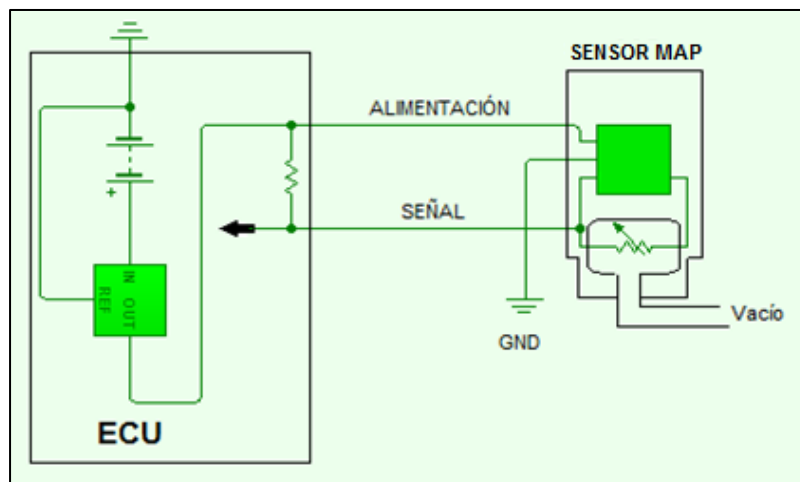 SENSOR MAP
ALIMENTACIÓN
SEÑAL
+
IN OUT
REF
GND
Vacío
ECU